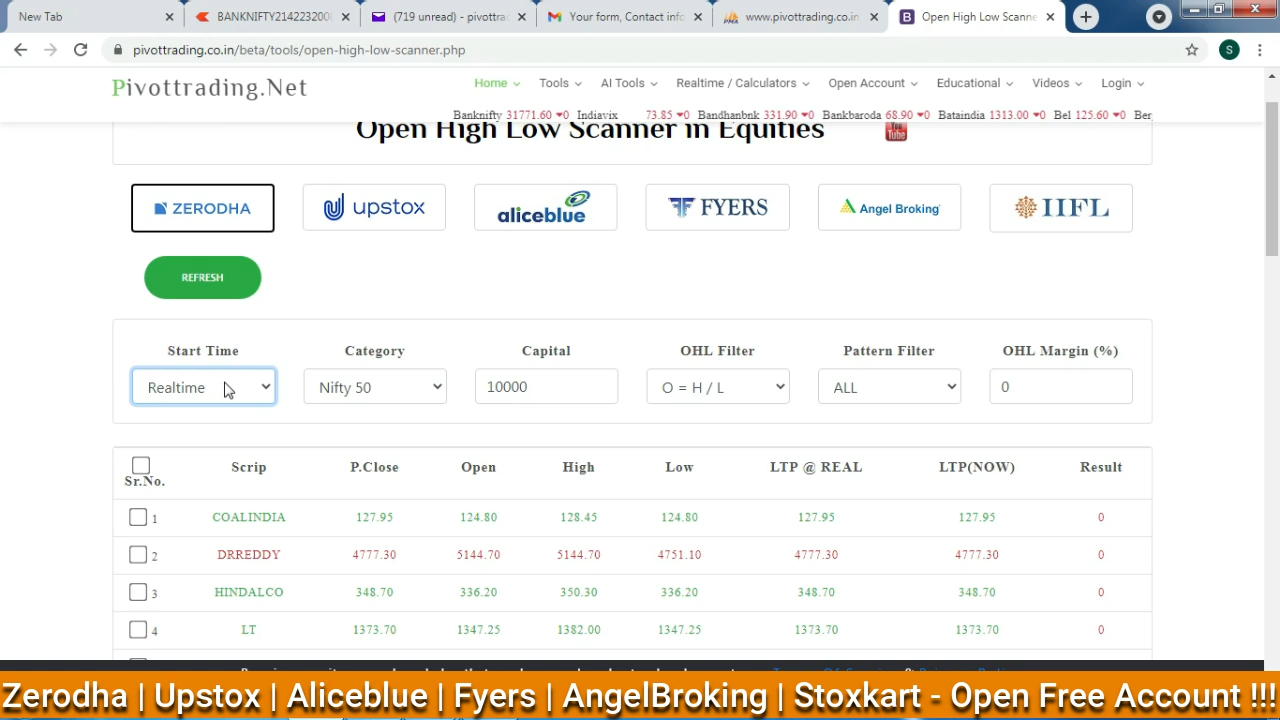 New Tab
BANKNIFTY2142232000
(719 unread) - pivottra
Your form, Contact info
www.pivottrading.co.in
Open High Low Scanne
S
pivottrading.co.in/beta/tools/open-high-low-scanner.php
Pivottrading.Net
Home Tools AI Tools Realtime / Calculators Open Account Educational Videos Login
Banknifty 31771.60 0 Indiavix 73.85 0 Bandhanbnk 331.90 0 Bankbaroda 68.90 0 Bataindia 1313.00 0 Bel 125.60 0 Ber
Open High Low Scanner in Equities
You Tube
ZERODHA upstox aliceblue FYERS Angel Broking IIFL
REFRESH
Start Time Category Capital OHL Filter Pattern Filter OHL Margin (%)
Realtime Nifty 50 10000 O = H / L ALL 0
Sr.No. Scrip P.Close Open High Low LTP @ REAL LTP(NOW) Result
1 COALINDIA 127.95 124.80 128.45 124.80 127.95 127.95 0
2 DRREDDY 4777.30 5144.70 5144.70 4751.10 4777.30 4777.30 0
3 HINDALCO 348.70 336.20 350.30 336.20 348.70 348.70 0
4 LT 1373.70 1347.25 1382.00 1347.25 1373.70 1373.70 0
Zerodha | Upstox | Aliceblue | Fyers | AngelBroking | Stoxkart - Open Free Account !!!